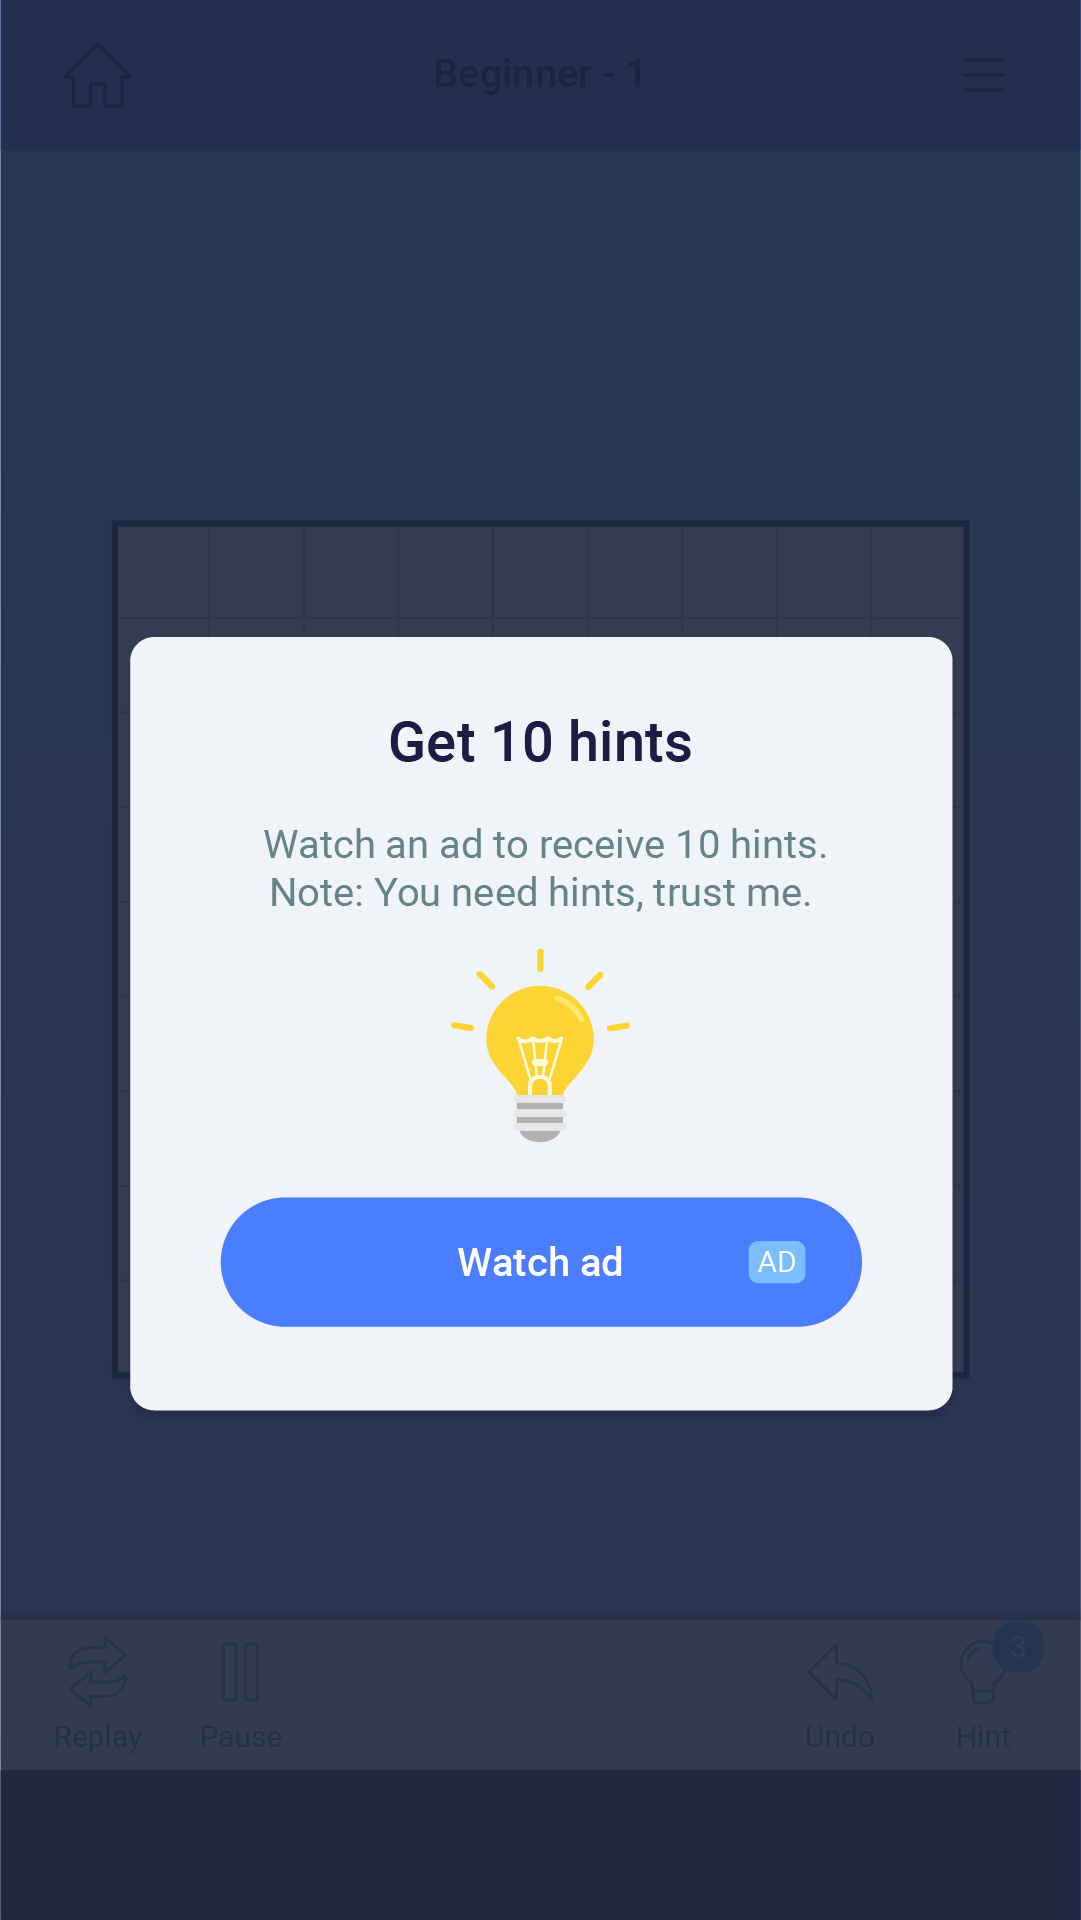 Beginner - 1
Get 10 hints
Watch an ad to receive 10 hints.
Note: You need hints, trust me.
Watch ad AD
3
Replay Pause Undo Hint